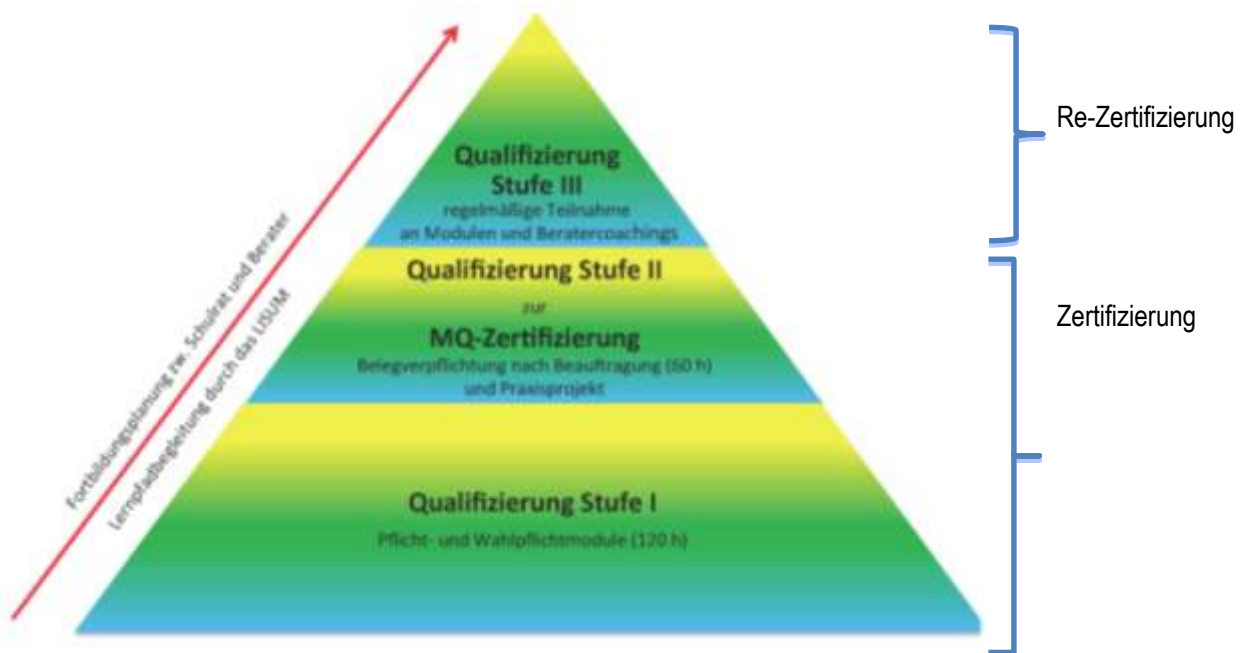 Re-Zertifizierung
Qualifizierung
Stufe III
regelmäßige Teilnahme
an Modulen und Beratercoachings
Qualifizierung Stufe II
zur
MQ-Zertifizierung
Belegverpflichtung nach Beauftragung (60 h)
und Praxisprojekt
Zertifizierung
Qualifizierung Stufe I
Pflicht- und Wahlpflichtmodule (120 h)
Fortbildungsplanung zw. Schulrat und Berater
Lernpfadbegleitung durch das LISUM